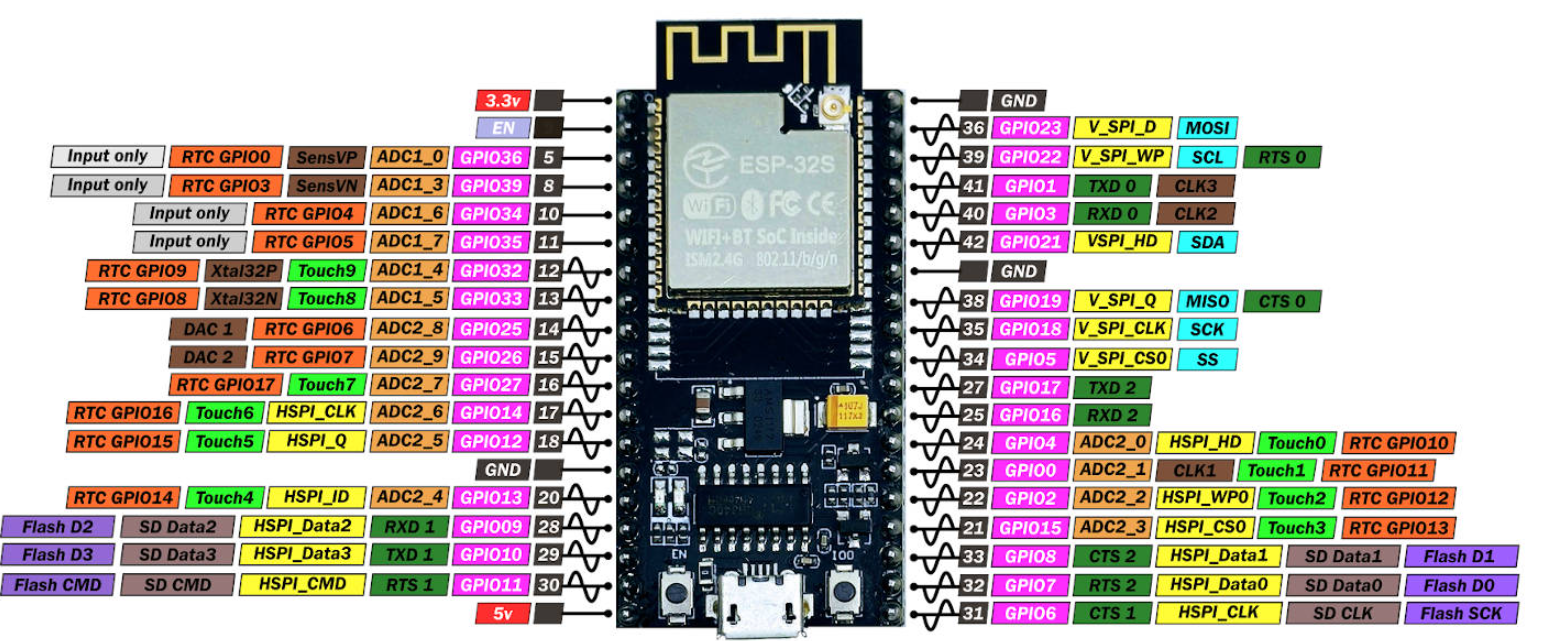 3.3v GND
EN 36 GPIO23 V_SPI_D MOSI
Input only RTC GPIO0 SensVP ADC1_0 GPIO36 5 39 GPIO22 V_SPI_WP SCL RTS 0
Input only RTC GPIO3 SensVN ADC1_3 GPIO39 8 41 GPIO1 TXD 0 CLK3
Input only RTC GPIO4 ADC1_6 GPIO34 10 40 GPIO3 RXD 0 CLK2
Input only RTC GPIO5 ADC1_7 GPIO35 11 42 GPIO21 VSPI_HD SDA
RTC GPIO9 Xtal32P Touch9 ADC1_4 GPIO32 12 GND
RTC GPIO8 Xtal32N Touch8 ADC1_5 GPIO33 13 38 GPIO19 V_SPI_Q MISO CTS 0
DAC 1 RTC GPIO6 ADC2_8 GPIO25 14 35 GPIO18 V_SPI_CLK SCK
DAC 2 RTC GPIO7 ADC2_9 GPIO26 15 34 GPIO5 V_SPI_CS0 SS
RTC GPIO17 Touch7 ADC2_7 GPIO27 16 27 GPIO17 TXD 2
RTC GPIO16 Touch6 HSPI_CLK ADC2_6 GPIO14 17 25 GPIO16 RXD 2
RTC GPIO15 Touch5 HSPI_Q ADC2_5 GPIO12 18 24 GPIO4 ADC2_0 HSPI_HD Touch0 RTC GPIO10
GND 23 GPIO0 ADC2_1 CLK1 Touch1 RTC GPIO11
RTC GPIO14 Touch4 HSPI_ID ADC2_4 GPIO13 20 22 GPIO2 ADC2_2 HSPI_WP0 Touch2 RTC GPIO12
Flash D2 SD Data2 HSPI_Data2 RXD 1 GPIO09 28 21 GPIO15 ADC2_3 HSPI_CS0 Touch3 RTC GPIO13
Flash D3 SD Data3 HSPI_Data3 TXD 1 GPIO10 29 33 GPIO8 CTS 2 HSPI_Data1 SD Data1 Flash D1
Flash CMD SD CMD HSPI_CMD RTS 1 GPIO11 30 32 GPIO7 RTS 2 HSPI_Data0 SD Data0 Flash D0
5v 31 GPIO6 CTS 1 HSPI_CLK SD CLK Flash SCK
ESP-32S
WiFi FC CE
WIFI+BT SoC Inside
ISM2.4G 802.11/b/g/n
107J
EN IO0